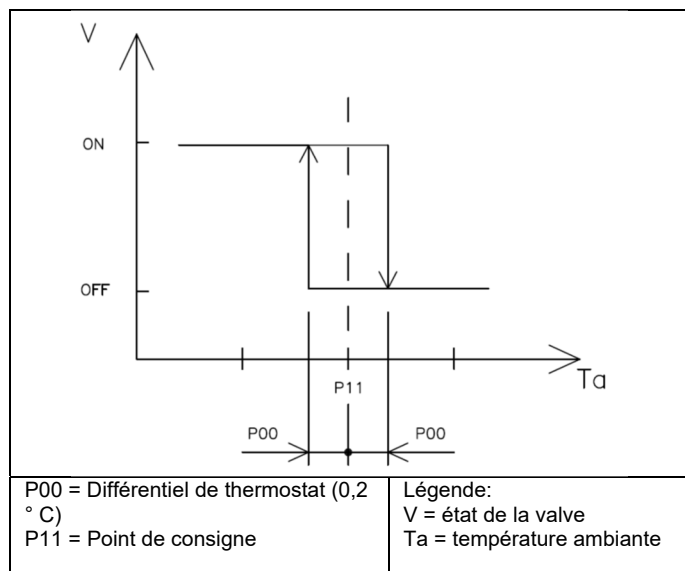 V
ON
OFF
Ta
P11
P00 P00
P00 = Différentiel de thermostat (0,2
° C)
P11 = Point de consigne
Légende:
V = état de la valve
Ta = température ambiante